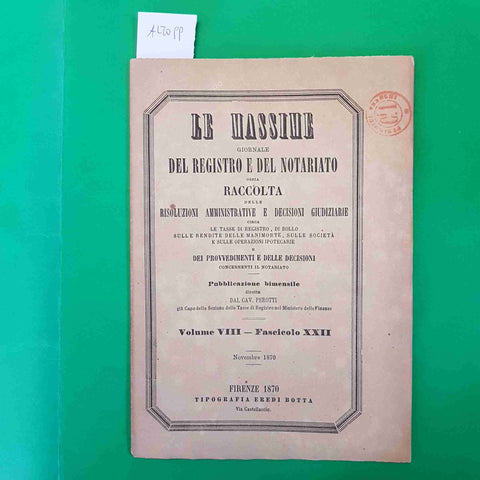 ALTO PP
LE MASSIME
GIORNALE
DEL REGISTRO E DEL NOTARIATO
OSSIA
RACCOLTA
DELLE
RISOLUZIONI AMMINISTRATIVE E DECISIONI GIUDIZIARIE
CIRCA
LE TASSE DI REGISTRO, DI BOLLO
SULLE RENDITE DELLE MANIMORTE, SULLE SOCIETÀ
E SULLE OPERAZIONI IPOTECARIE
E
DEI PROVVEDIMENTI E DELLE DECISIONI
CONCERNENTI IL NOTARIATO
Pubblicazione bimensile
diretta
DAL CAV. PEROTTI
già Capo della Sezione delle Tasse di Registro nel Ministero delle Finanze
Volume VIII — Fascicolo XXII
Novembre 1870
FIRENZE 1870
TIPOGRAFIA EREDI BOTTA
Via Castellaccio.